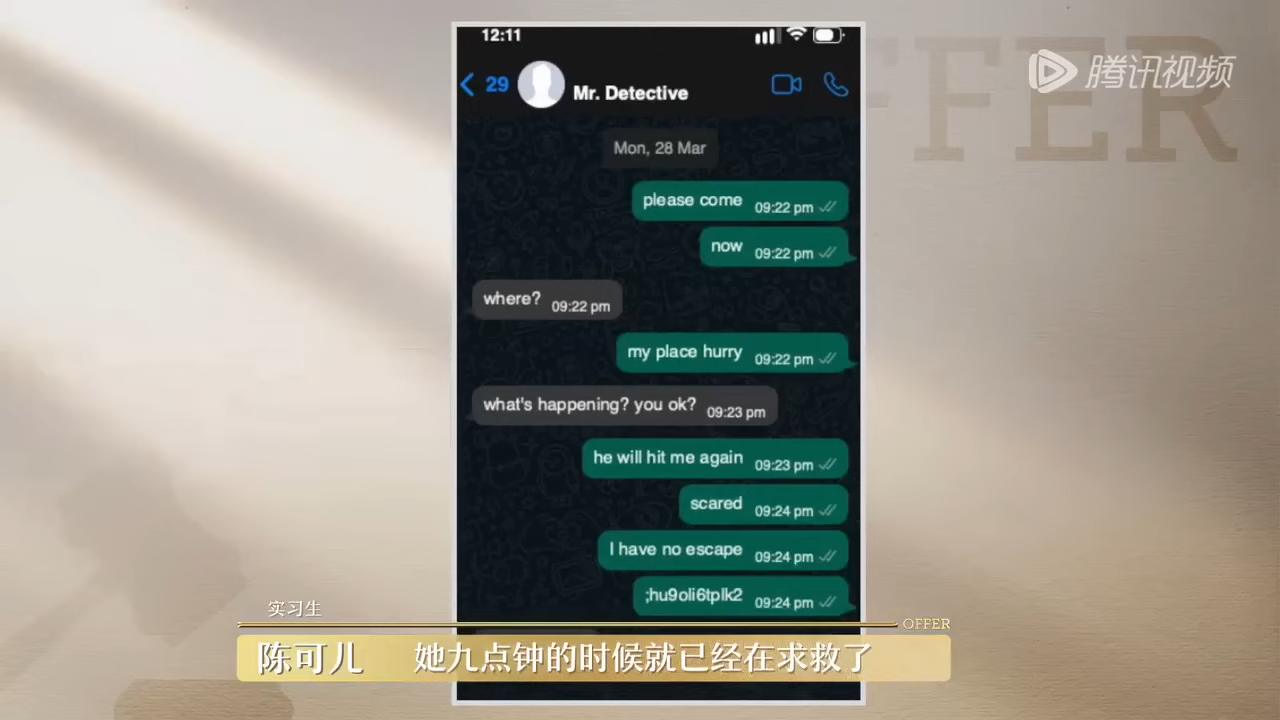 12:11
腾讯视频
OFFER
29 Mr. Detective
Mon, 28 Mar
please come 09:22 pm
now 09:22 pm
where? 09:22 pm
my place hurry 09:22 pm
what's happening? you ok? 09:23 pm
he will hit me again 09:23 pm
scared 09:24 pm
I have no escape 09:24 pm
;hu9oli6tplk2 09:24 pm
实习生
OFFER
陈可儿 她九点钟的时候就已经在求救了